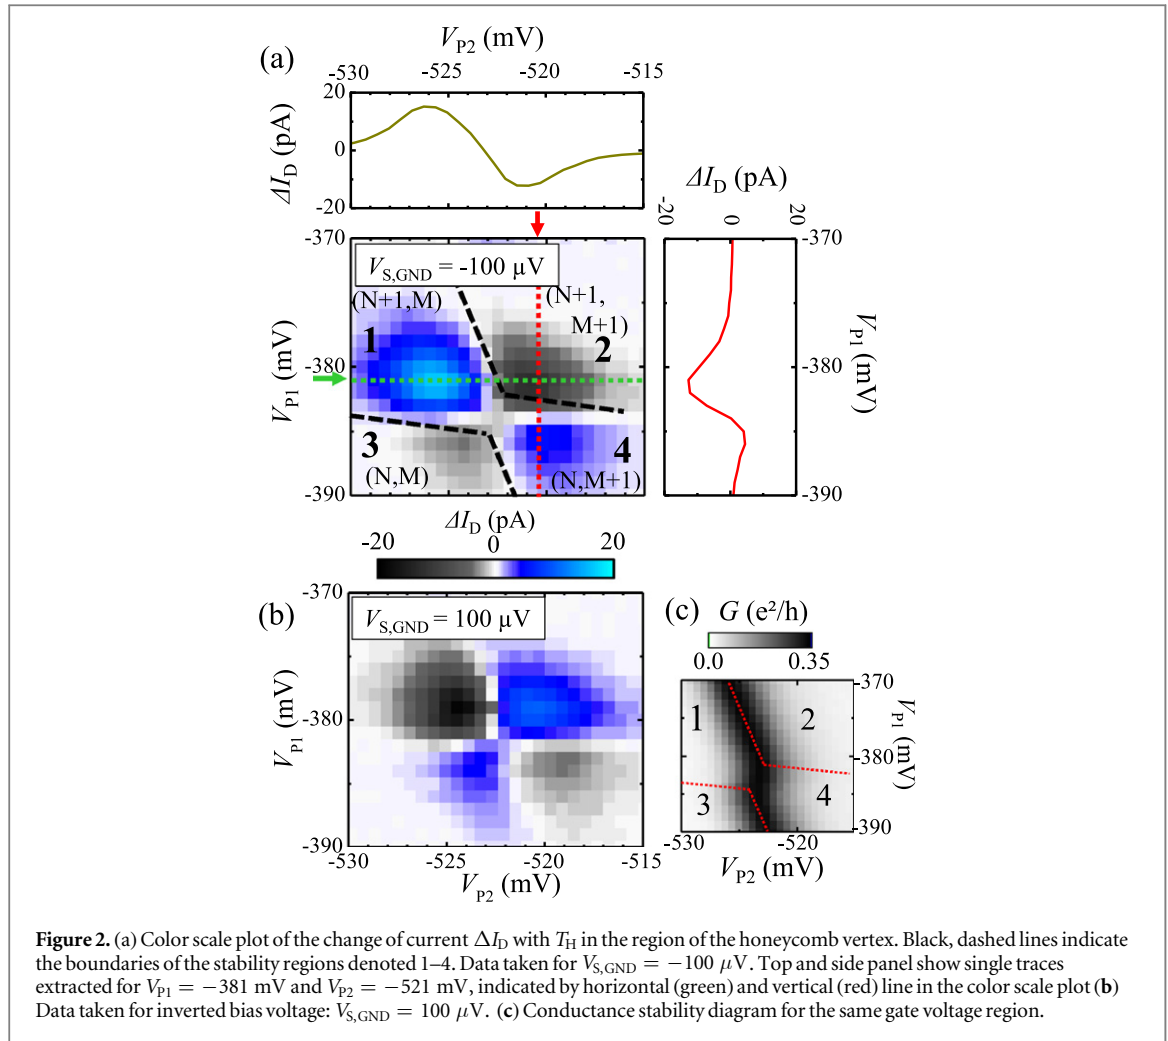 (a)
V_P2 (mV)
-530 -525 -520 -515
ΔI_D (pA)
20
0
-20
ΔI_D (pA)
-20 0 20
V_P1 (mV)
-370
-380
-390
V_S,GND = -100 µV
(N+1,M)
(N+1,
M+1)
1
2
3
4
(N,M)
(N,M+1)
V_P1 (mV)
-370
-380
-390
ΔI_D (pA)
-20 0 20
(b)
V_S,GND = 100 µV
V_P1 (mV)
-370
-380
-390
-530 -525 -520 -515
V_P2 (mV)
(c)
G (e²/h)
0.0 0.35
1
2
3
4
-370
-380
-390
V_P1 (mV)
-530 -520
V_P2 (mV)
Figure 2. (a) Color scale plot of the change of current ΔI_D with T_H in the region of the honeycomb vertex. Black, dashed lines indicate
the boundaries of the stability regions denoted 1–4. Data taken for V_S,GND = −100 μV. Top and side panel show single traces
extracted for V_P1 = −381 mV and V_P2 = −521 mV, indicated by horizontal (green) and vertical (red) line in the color scale plot (b)
Data taken for inverted bias voltage: V_S,GND = 100 μV. (c) Conductance stability diagram for the same gate voltage region.